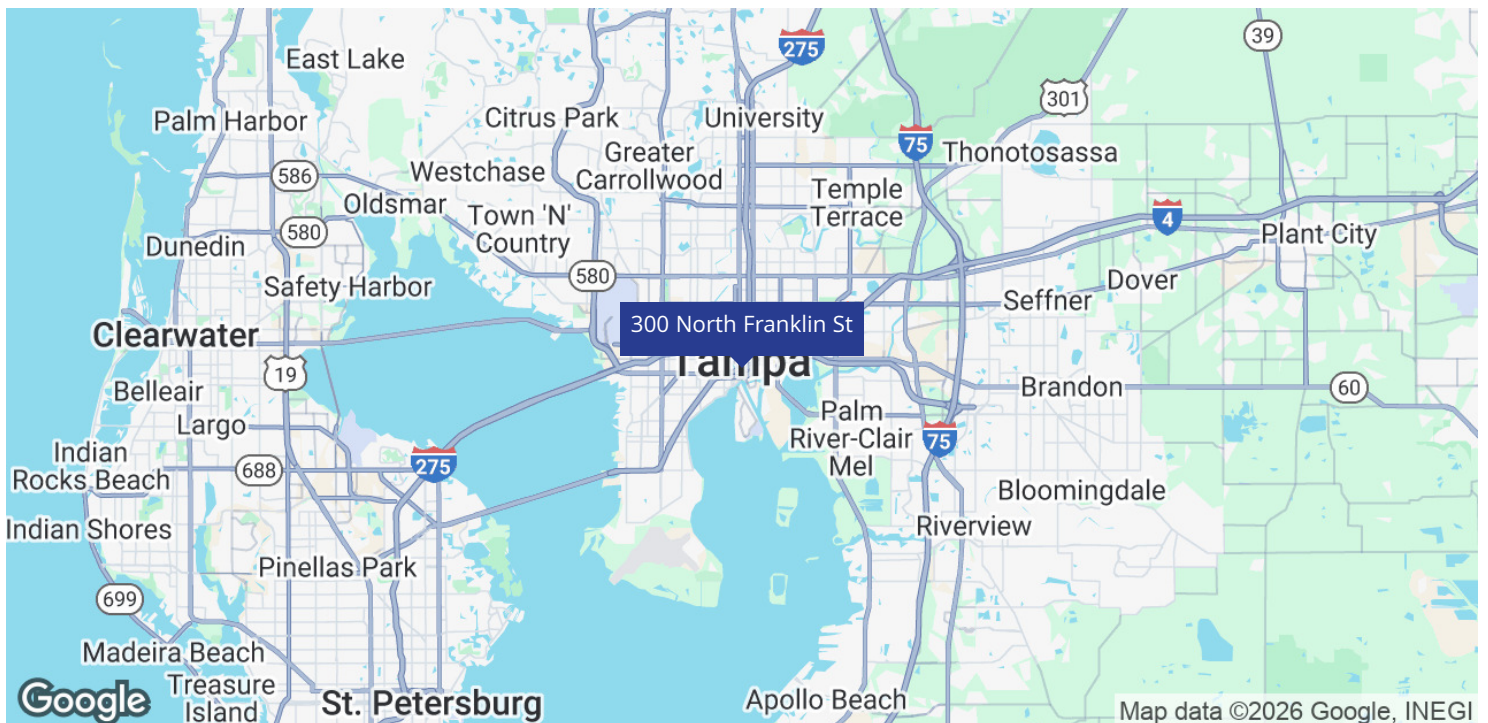 275
39
East Lake
301
Palm Harbor
Citrus Park
University
75
Greater
Carrollwood
Thonotosassa
Westchase
586
Temple
Terrace
Oldsmar
Town 'N'
Country
4
580
Dunedin
Plant City
Safety Harbor
580
Dover
Seffner
300 North Franklin St
Clearwater
Tampa
19
Belleair
Brandon
60
Largo
Palm
River-Clair
Mel
75
Indian
Rocks Beach
688
275
Bloomingdale
Indian Shores
Riverview
Pinellas Park
699
Madeira Beach
Treasure
Island
St. Petersburg
Apollo Beach
Google
Map data ©2026 Google, INEGI